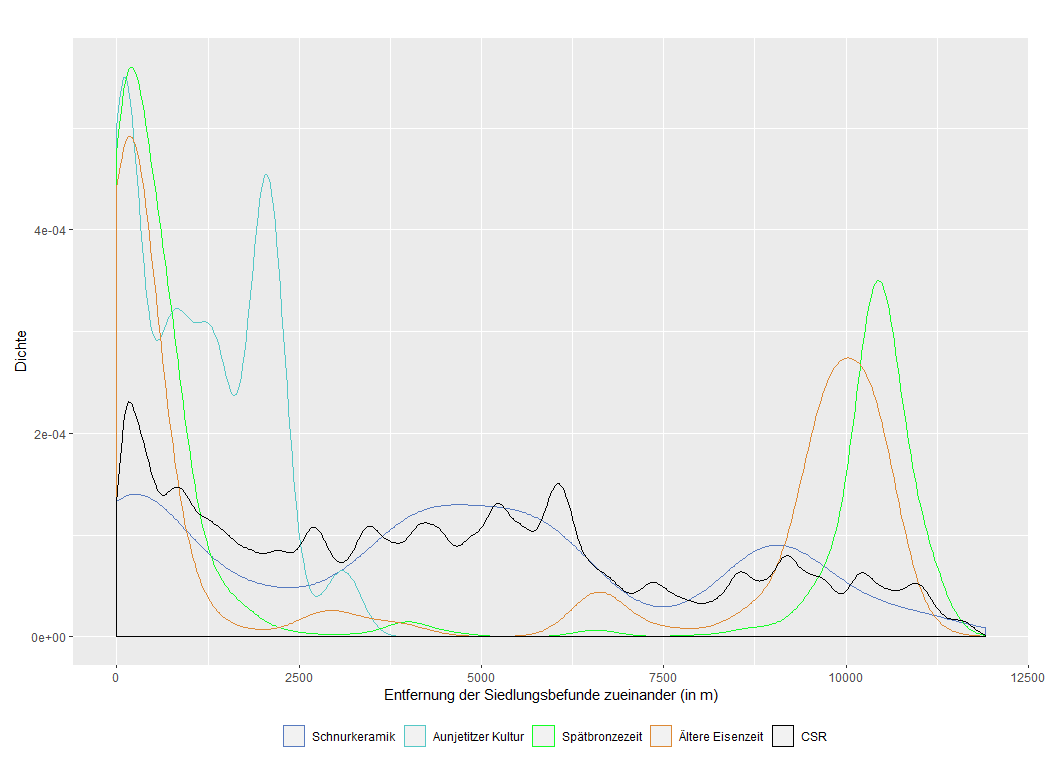 Dichte
4e-04
2e-04
0e+00
0 2500 5000 7500 10000 12500
Entfernung der Siedlungsbefunde zueinander (in m)
Schnurkeramik Aunjetitzer Kultur Spätbronzezeit Ältere Eisenzeit CSR